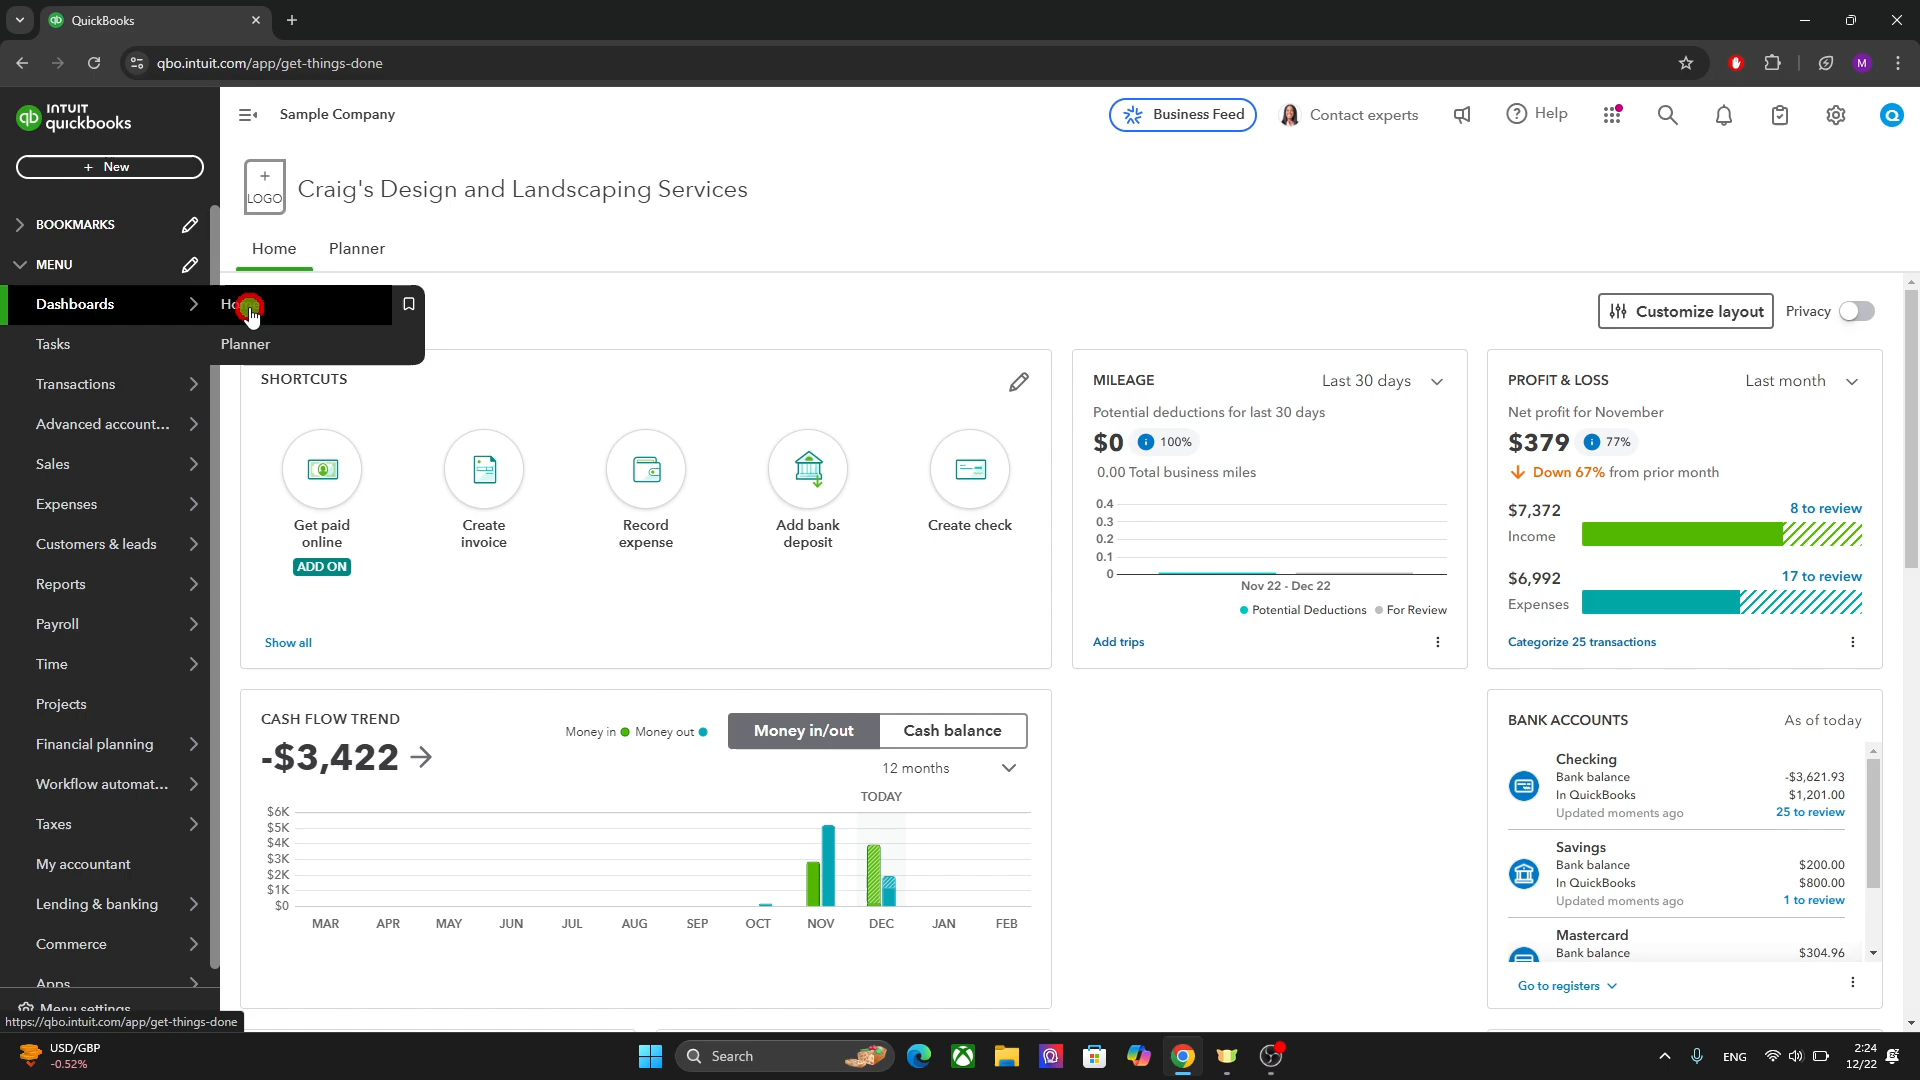 QuickBooks
qbo.intuit.com/app/get-things-done
M
INTUIT
quickbooks
Sample Company
Business Feed
Contact experts
Help
Q
+ New
+
LOGO
Craig's Design and Landscaping Services
BOOKMARKS
Home
Planner
MENU
Dashboards
Planner
Tasks
Transactions
Advanced account...
Sales
Expenses
Customers & leads
Reports
Payroll
Time
Projects
Financial planning
Workflow automat...
Taxes
My accountant
Lending & banking
Commerce
Apps
Menu settings
https://qbo.intuit.com/app/get-things-done
Customize layout
Privacy
SHORTCUTS
Get paid
online
ADD ON
Create
invoice
Record
expense
Add bank
deposit
Create check
Show all
MILEAGE
Last 30 days
Potential deductions for last 30 days
$0
100%
0.00 Total business miles
0.4
0.3
0.2
0.1
0
Nov 22 - Dec 22
Potential Deductions
For Review
Add trips
PROFIT & LOSS
Last month
Net profit for November
$379
77%
Down 67% from prior month
$7,372
8 to review
Income
$6,992
17 to review
Expenses
Categorize 25 transactions
CASH FLOW TREND
-$3,422
Money in
Money out
Money in/out
Cash balance
12 months
TODAY
$6K
$5K
$4K
$3K
$2K
$1K
$0
MAR APR MAY JUN JUL AUG SEP OCT NOV DEC JAN FEB
BANK ACCOUNTS
As of today
Checking
Bank balance -$3,621.93
In QuickBooks $1,201.00
Updated moments ago 25 to review
Savings
Bank balance $200.00
In QuickBooks $800.00
Updated moments ago 1 to review
Mastercard
Bank balance $304.96
Go to registers
USD/GBP
-0.52%
Search
ENG
2:24
12/22